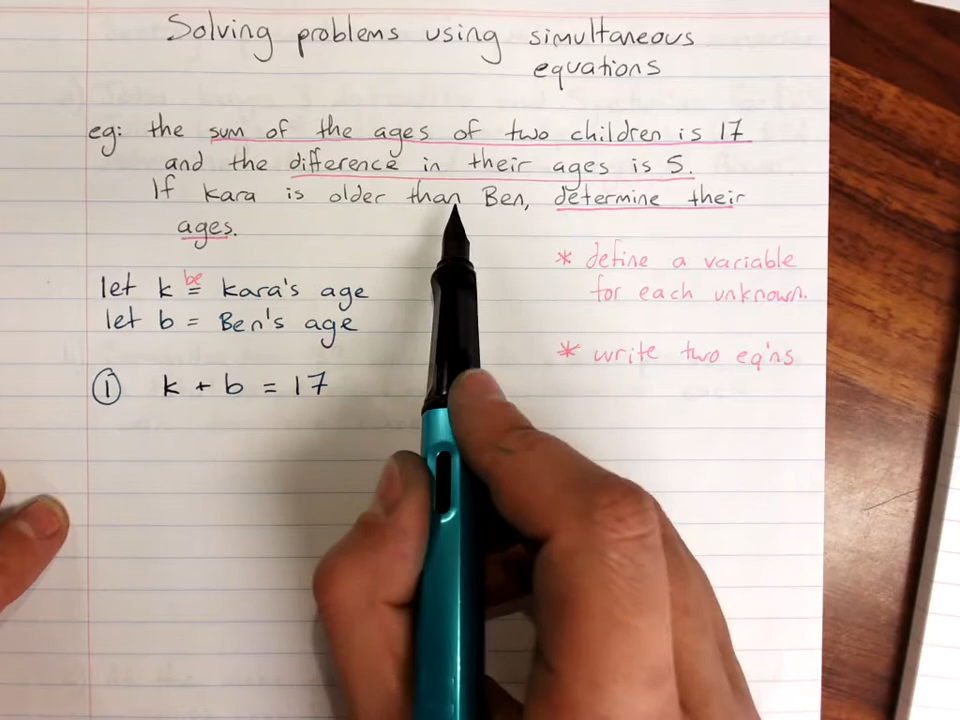 Solving problems using simultaneous
equations
eg: the sum of the ages of two children is 17
and the difference in their ages is 5.
If Kara is older than Ben, determine their
ages.
* define a variable
for each unknown.
let k be = Kara's age
let b = Ben's age
* write two eq'ns
① k + b = 17